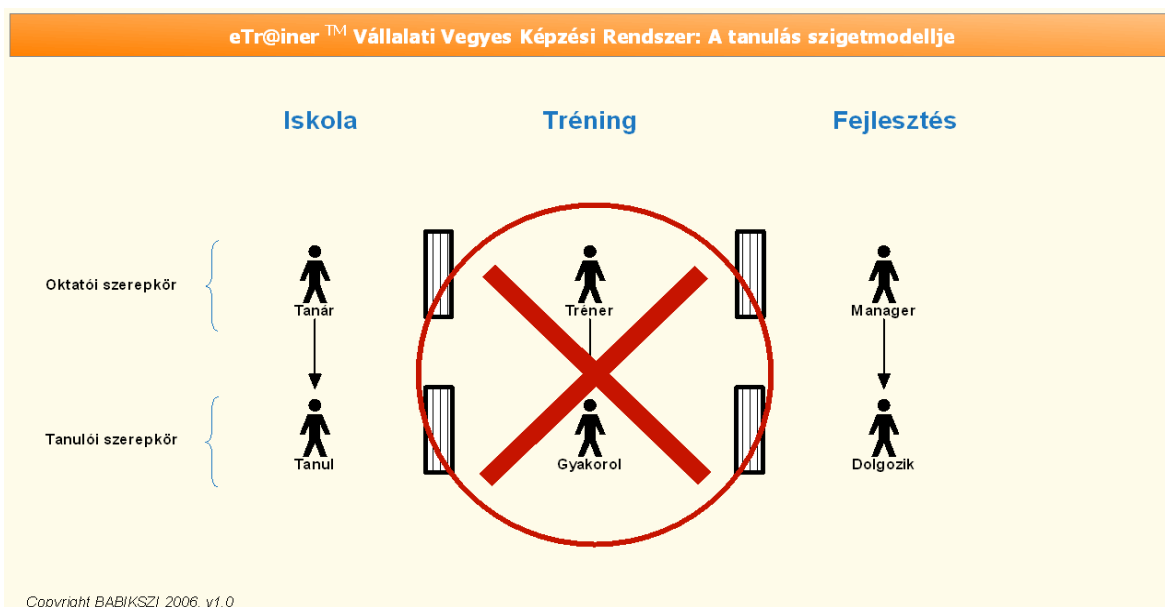 eTr@iner ™ Vállalati Vegyes Képzési Rendszer: A tanulás szigetmodellje
Iskola Tréning Fejlesztés
Oktatói szerepkör
Tanár Tréner Manager
Tanulói szerepkör
Tanul Gyakorol Dolgozik
Copyright BABIKSZI 2006. v1.0